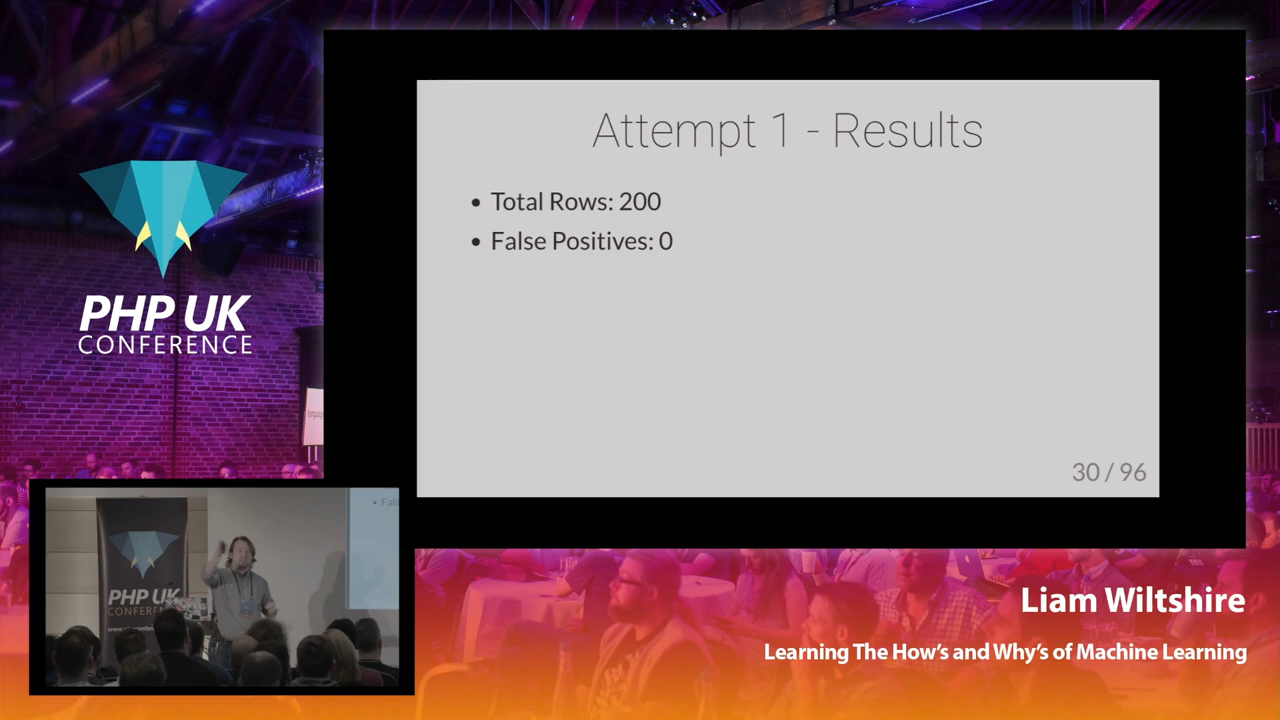 Attempt 1 - Results
• Total Rows: 200
• False Positives: 0
30 / 96
PHP UK
CONFERENCE
PHP UK
Liam Wiltshire
Learning The How's and Why's of Machine Learning